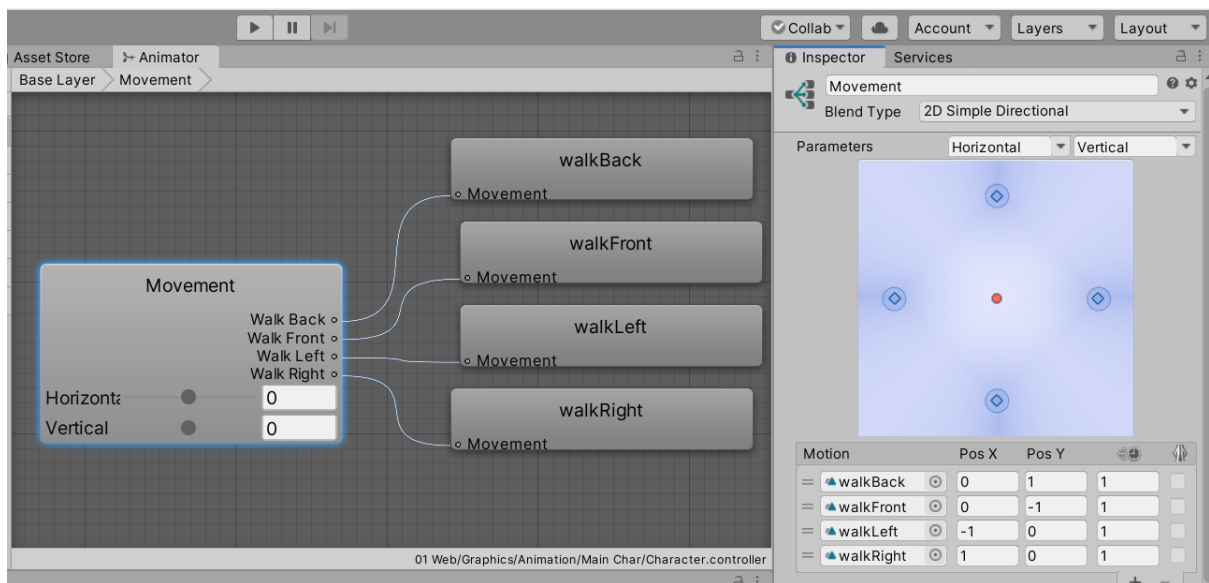 Collab
Account
Layers
Layout
Asset Store
Animator
Base Layer
Movement
Movement
Walk Back
Walk Front
Walk Left
Walk Right
Horizonta
0
Vertical
0
walkBack
Movement
walkFront
Movement
walkLeft
Movement
walkRight
Movement
01 Web/Graphics/Animation/Main Char/Character.controller
Inspector
Services
Movement
Blend Type 2D Simple Directional
Parameters Horizontal Vertical
Motion Pos X Pos Y
walkBack 0 1 1
walkFront 0 -1 1
walkLeft -1 0 1
walkRight 1 0 1